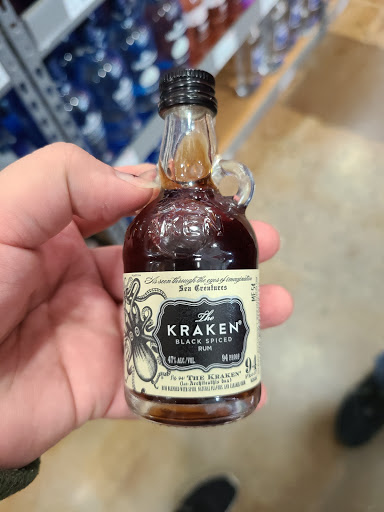 As seen through the eyes of imagination
Sea Creatures
The
KRAKEN®
BLACK SPICED
RUM
47% ALC/VOL 94 PROOF
THE KRAKEN
94